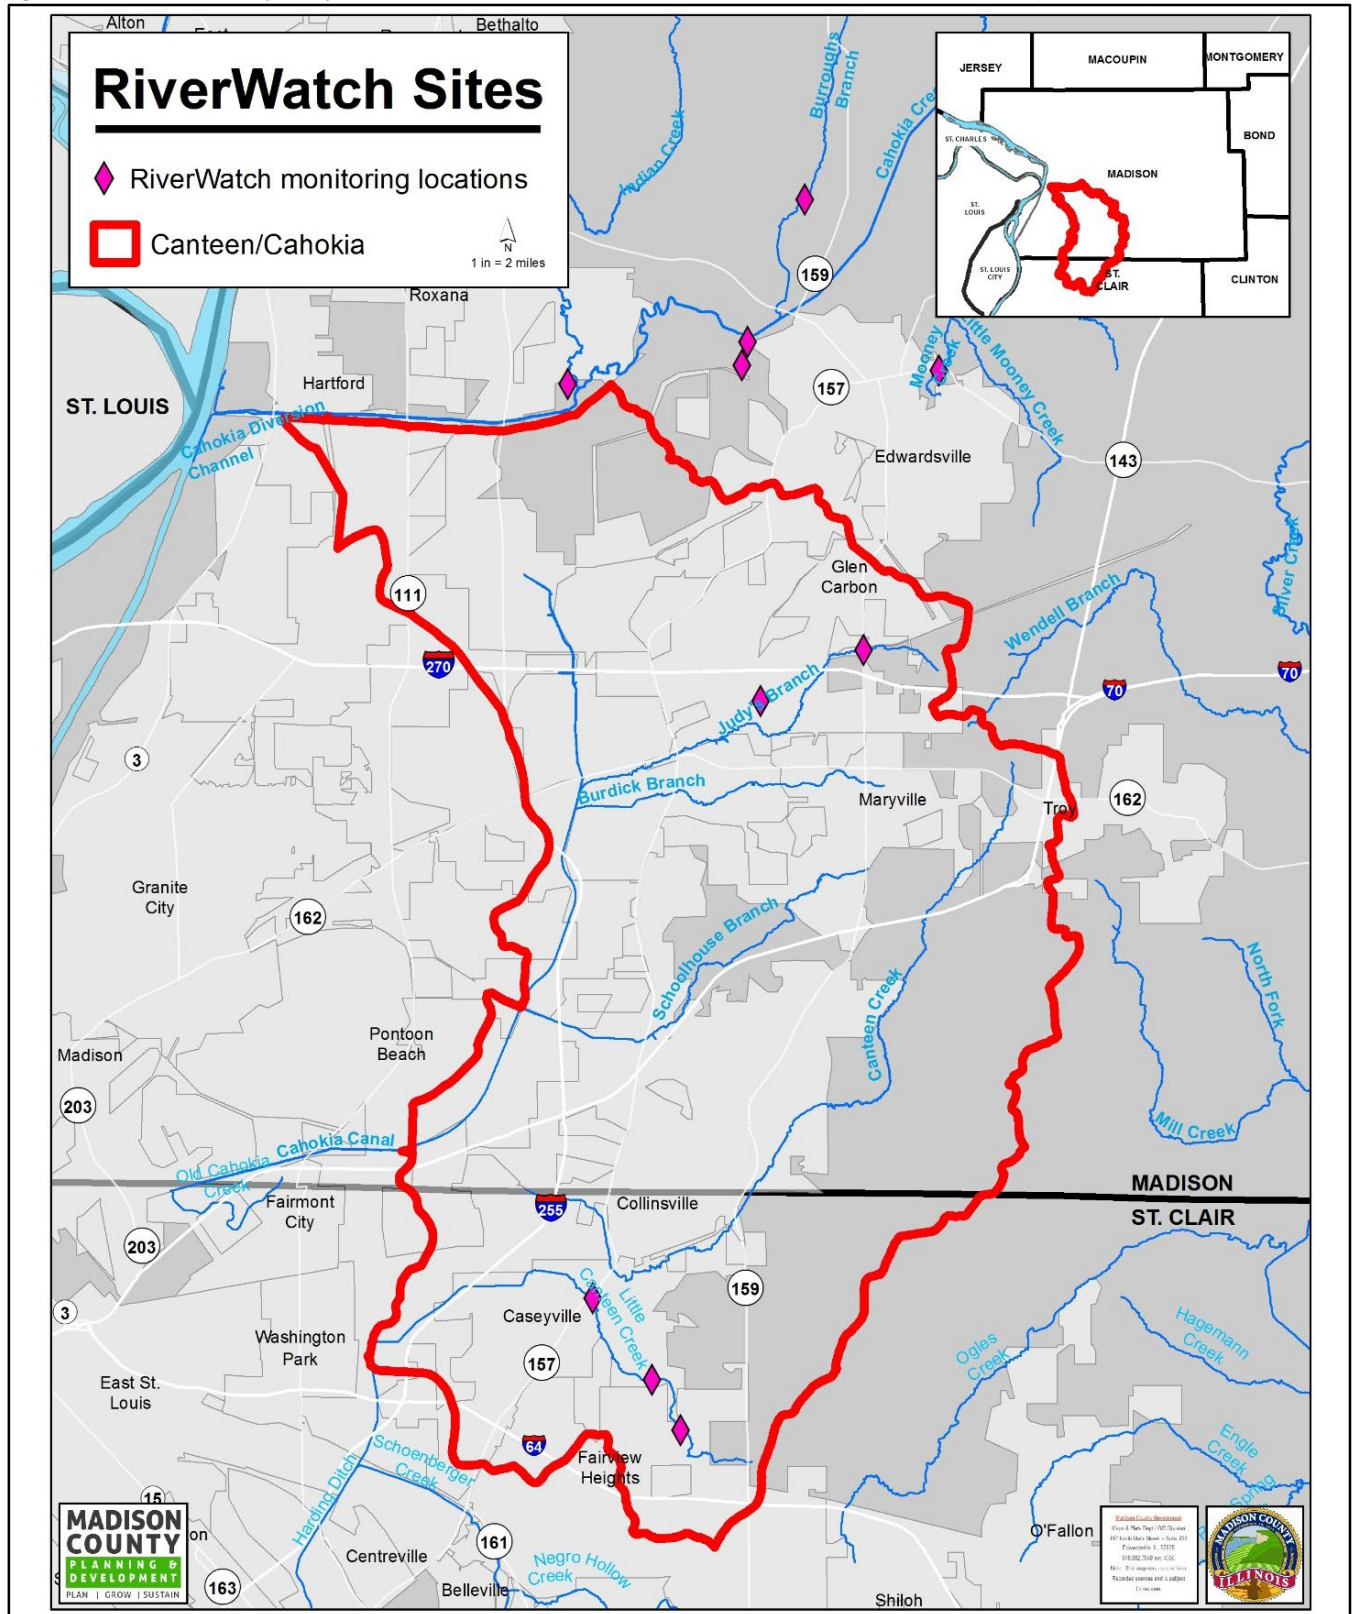 Alton
Bethalto
RiverWatch Sites
RiverWatch monitoring locations
Canteen/Cahokia
N
1 in = 2 miles
Indian Creek
Burroughs
Branch
Cahokia Cre
JERSEY
MACOUPIN
MONTGOMERY
BOND
ST. CHARLES
MADISON
ST.
LOUIS
ST. LOUIS
CITY
ST.
CLAIR
CLINTON
159
Roxana
Hartford
ST. LOUIS
Cahokia Diversion
Channel
157
Mooney
Creek
Little Mooney Creek
Edwardsville
143
Silver Creek
Glen
Carbon
111
Wendell Branch
270
70
70
Judy's Branch
3
Burdick Branch
Maryville
Troy
162
Granite
City
162
Schoolhouse Branch
Canteen Creek
North Fork
Pontoon
Beach
Madison
203
Mill Creek
Cahokia Canal
Old Cahokia
Creek
MADISON
ST. CLAIR
Fairmont
City
255
Collinsville
203
159
3
Caseyville
Little
Canteen Creek
Washington
Park
157
Ogles
Creek
Hagemann
Creek
East St.
Louis
64
Fairview
Heights
Schoenberger
Creek
Harding Ditch
Engle
Creek
Spring
15
on
MADISON
COUNTY
PLANNING &
DEVELOPMENT
PLAN | GROW | SUSTAIN
161
Centreville
163
Belleville
Negro Hollow
Creek
O'Fallon
Shiloh
Madison County Government
MADISON COUNTY
ILLINOIS